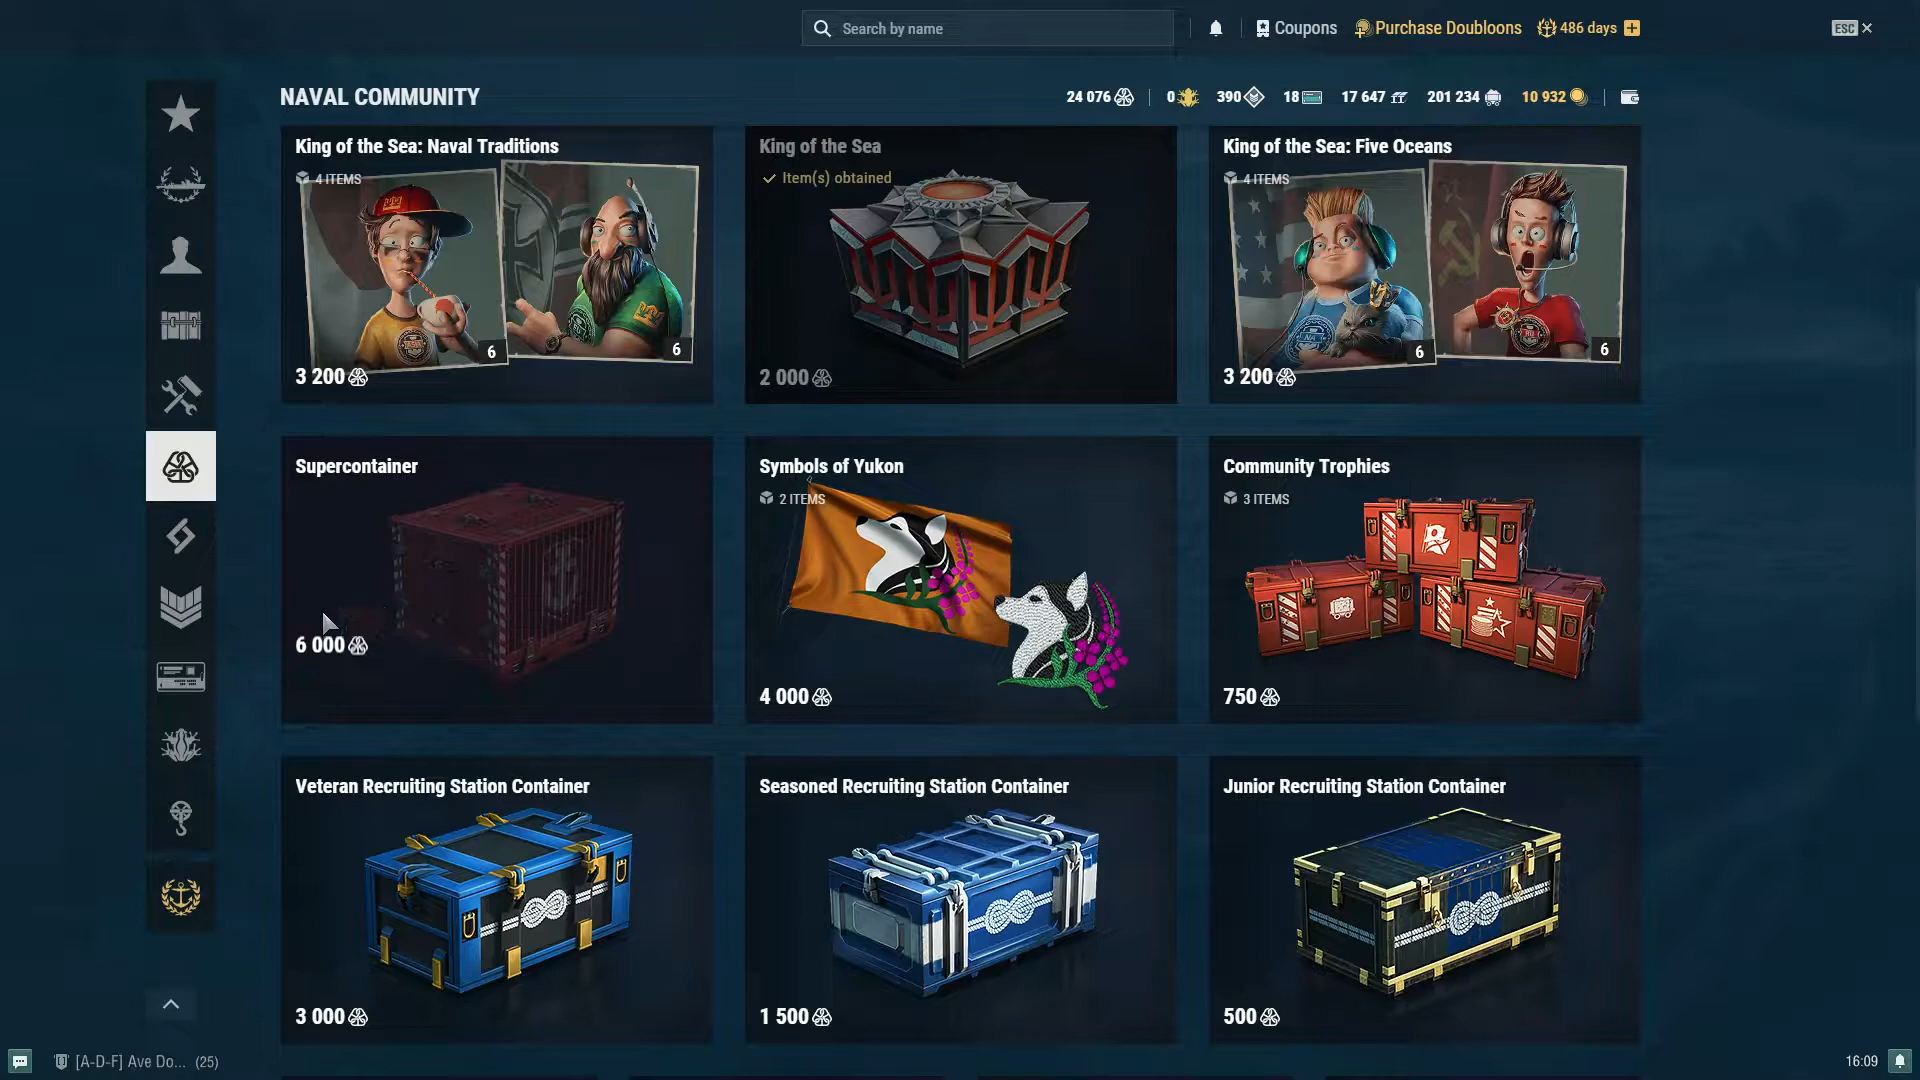 Search by name
Coupons
Purchase Doubloons
486 days
ESC
NAVAL COMMUNITY
24 076
0
390
18
17 647
201 234
10 932
King of the Sea: Naval Traditions
4 ITEMS
6
6
3 200
King of the Sea
Item(s) obtained
2 000
King of the Sea: Five Oceans
4 ITEMS
6
6
3 200
Supercontainer
6 000
Symbols of Yukon
2 ITEMS
4 000
Community Trophies
3 ITEMS
750
Veteran Recruiting Station Container
3 000
Seasoned Recruiting Station Container
1 500
Junior Recruiting Station Container
500
[A-D-F] Ave Do... (25)
16:09